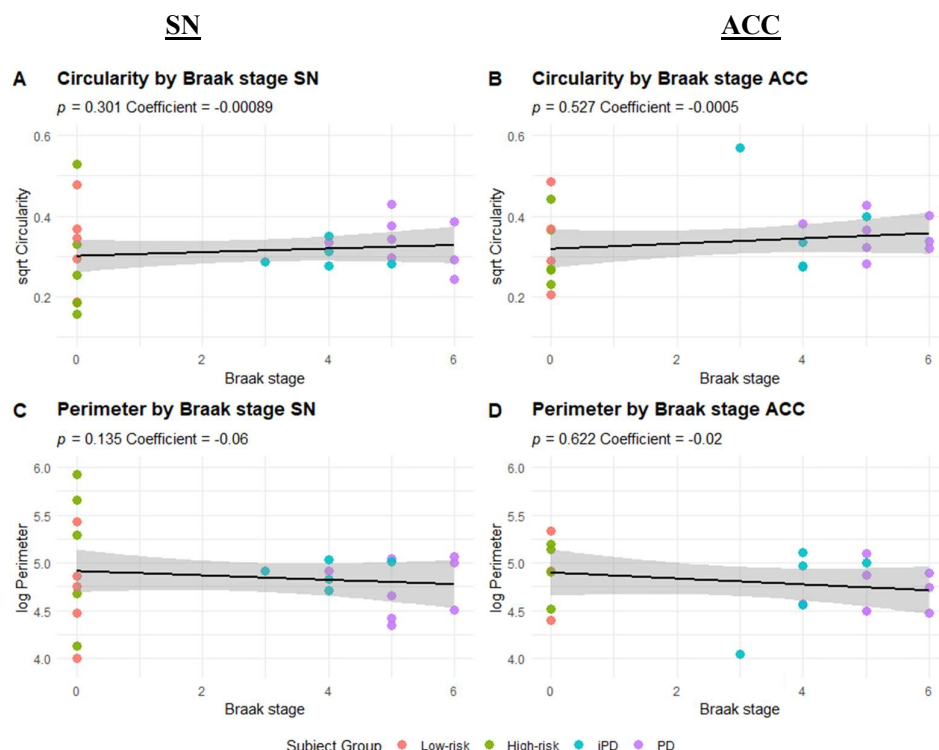 SN
ACC
A Circularity by Braak stage SN
p = 0.301 Coefficient = -0.00089
0.6
0.4
0.2
sqrt Circularity
0 2 4 6
Braak stage
B Circularity by Braak stage ACC
p = 0.527 Coefficient = -0.0005
0.6
0.4
0.2
sqrt Circularity
0 2 4 6
Braak stage
C Perimeter by Braak stage SN
p = 0.135 Coefficient = -0.06
6.0
5.5
5.0
4.5
4.0
log Perimeter
0 2 4 6
Braak stage
D Perimeter by Braak stage ACC
p = 0.622 Coefficient = -0.02
6.0
5.5
5.0
4.5
4.0
log Perimeter
0 2 4 6
Braak stage
Subject Group Low-risk High-risk iPD PD